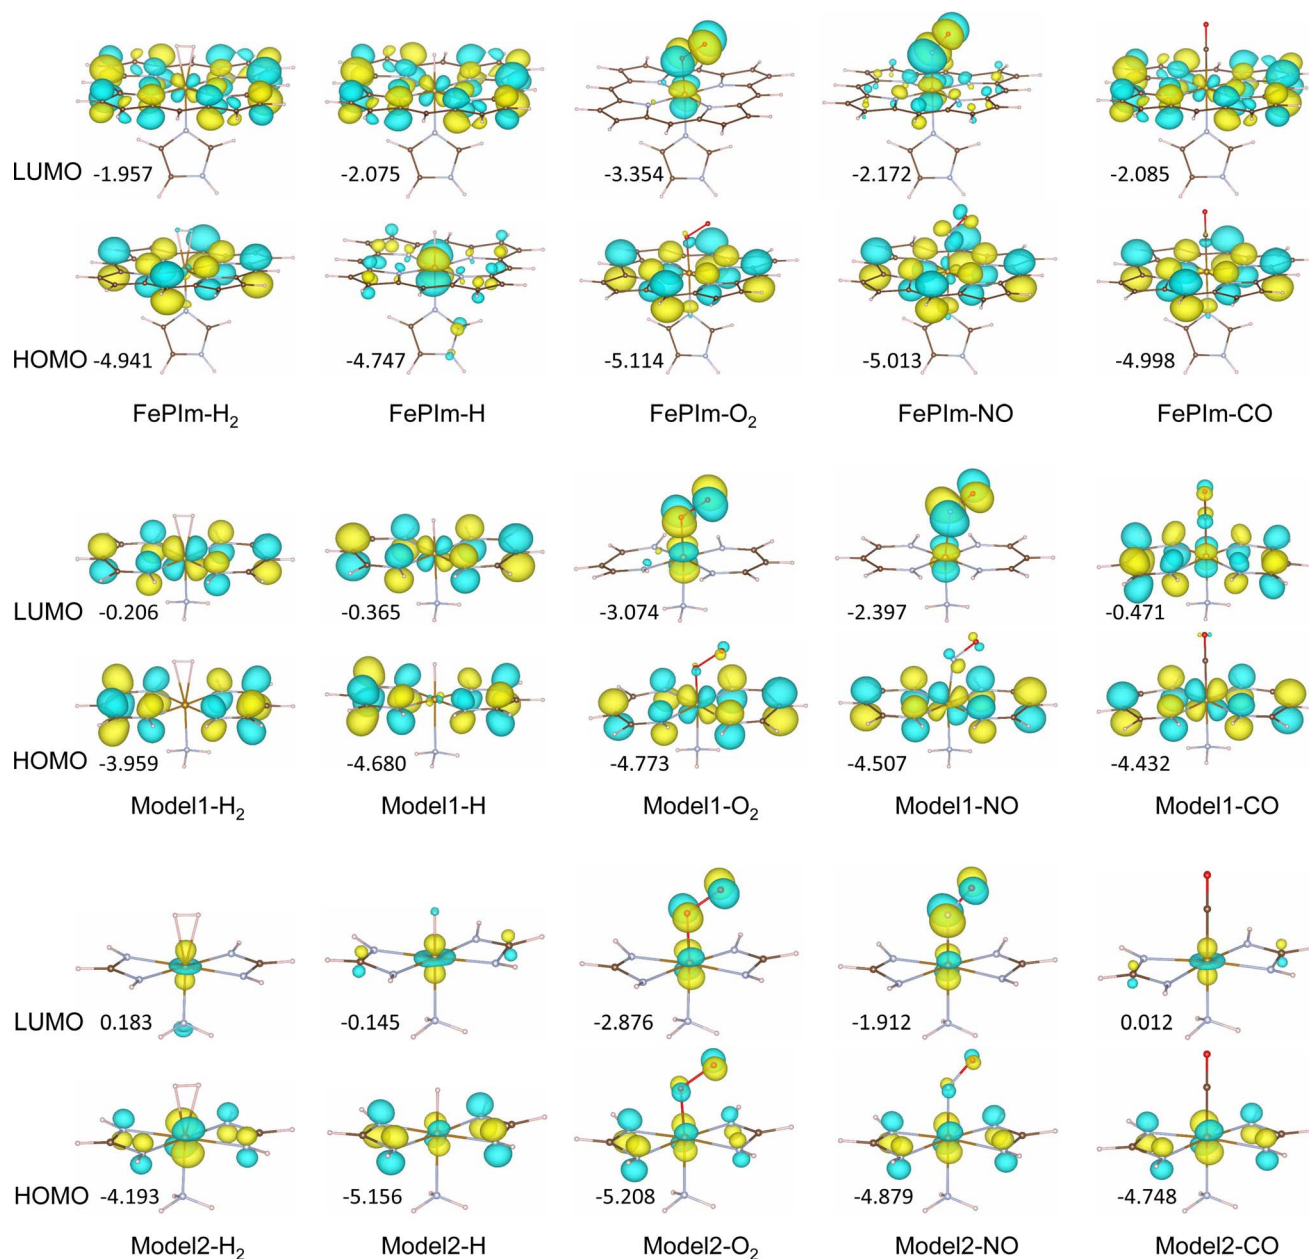 LUMO -1.957 -2.075 -3.354 -2.172 -2.085
HOMO -4.941 -4.747 -5.114 -5.013 -4.998
FePIm-H₂ FePIm-H FePIm-O₂ FePIm-NO FePIm-CO
LUMO -0.206 -0.365 -3.074 -2.397 -0.471
HOMO -3.959 -4.680 -4.773 -4.507 -4.432
Model1-H₂ Model1-H Model1-O₂ Model1-NO Model1-CO
LUMO 0.183 -0.145 -2.876 -1.912 0.012
HOMO -4.193 -5.156 -5.208 -4.879 -4.748
Model2-H₂ Model2-H Model2-O₂ Model2-NO Model2-CO